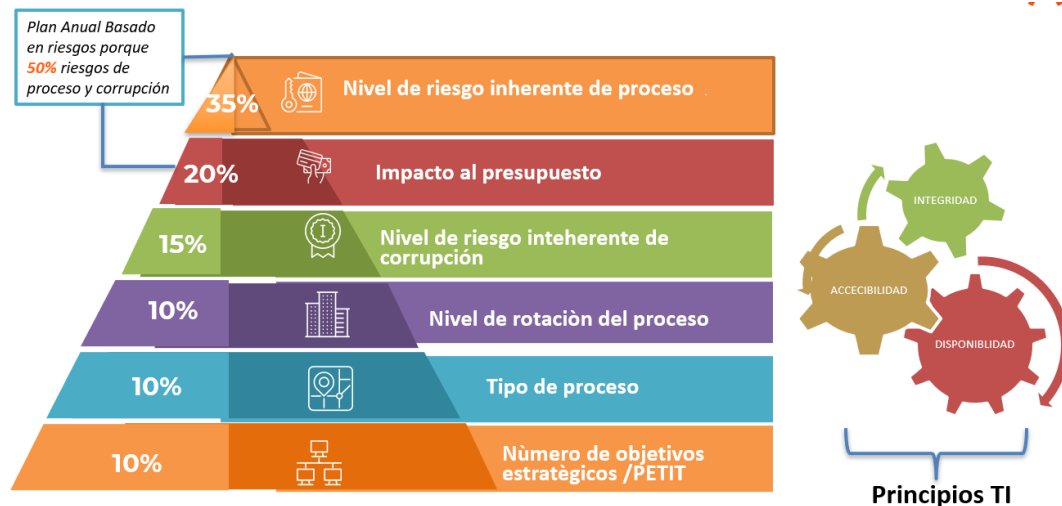 Plan Anual Basado
en riesgos porque
50% riesgos de
proceso y corrupción
35%
Nivel de riesgo inherente de proceso
20%
Impacto al presupuesto
15%
Nivel de riesgo inteherente de
corrupción
10%
Nivel de rotaciòn del proceso
10%
Tipo de proceso
10%
Nùmero de objetivos
estratègicos /PETIT
INTEGRIDAD
ACCECIBILIDAD
DISPONIBLIDAD
Principios TI